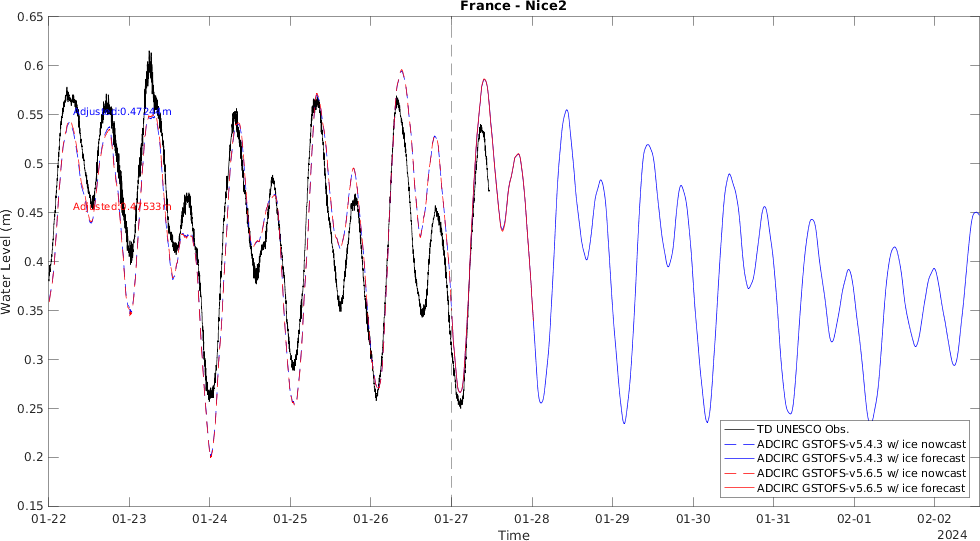 France - Nice2
0.65
0.6
0.55
0.5
0.45
0.4
0.35
0.3
0.25
0.2
0.15
Water Level (m)
m
m
TD UNESCO Obs.
ADCIRC GSTOFS-v5.4.3 w/ ice nowcast
ADCIRC GSTOFS-v5.4.3 w/ ice forecast
ADCIRC GSTOFS-v5.6.5 w/ ice nowcast
ADCIRC GSTOFS-v5.6.5 w/ ice forecast
01-22 01-23 01-24 01-25 01-26 01-27 01-28 01-29 01-30 01-31 02-01 02-02
Time
2024